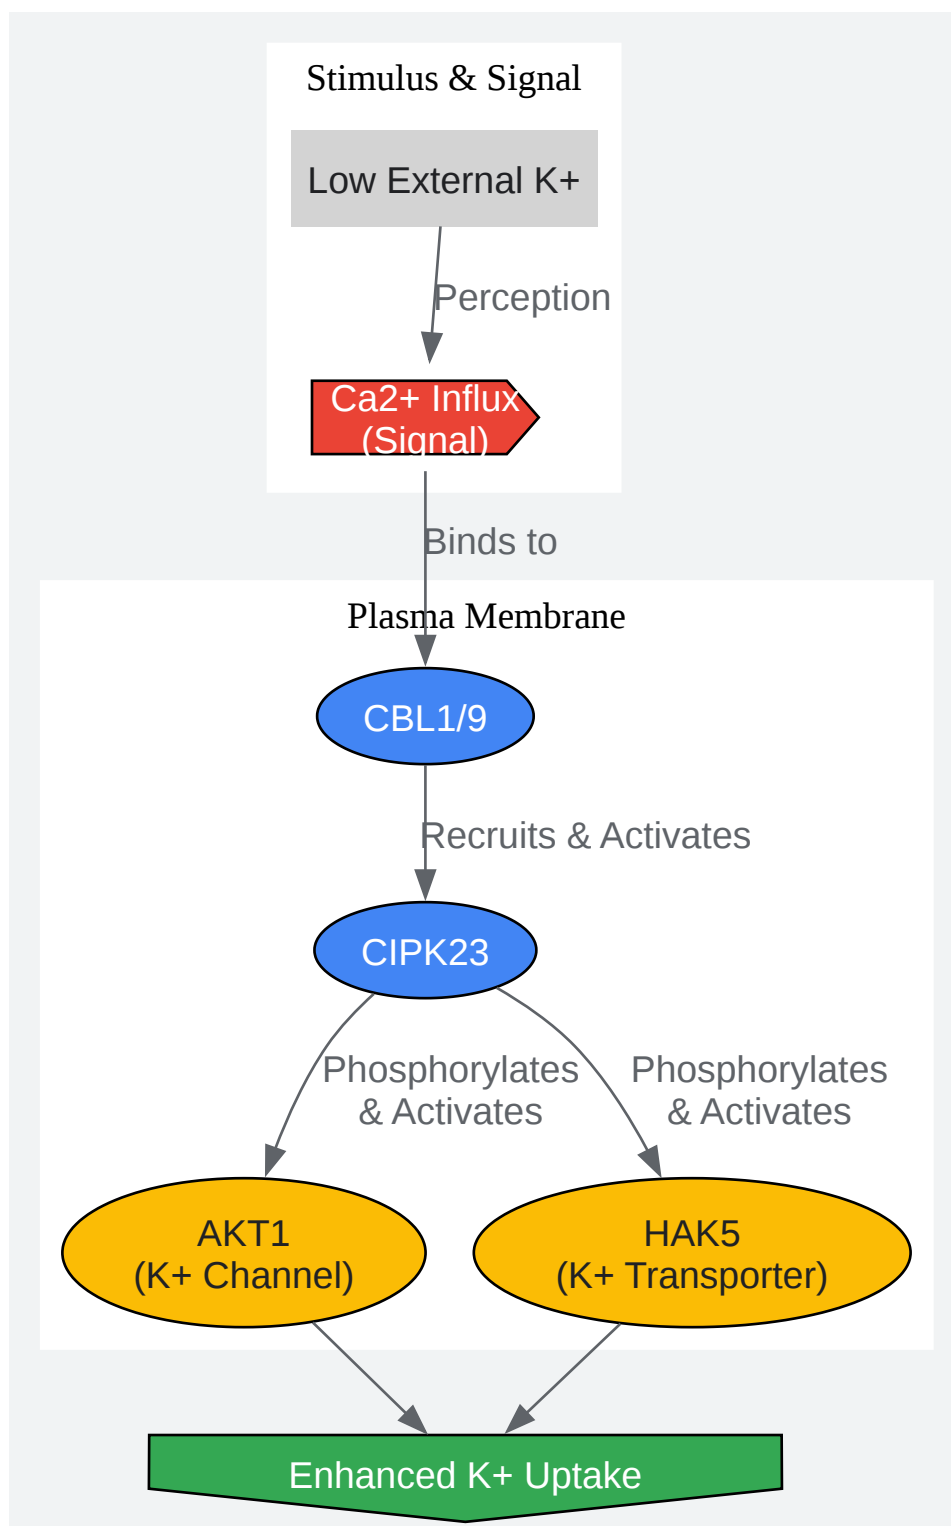 Stimulus & Signal
Low External K+
Perception
Ca2+ Influx
(Signal)
Binds to
Plasma Membrane
CBL1/9
Recruits & Activates
CIPK23
Phosphorylates
& Activates
Phosphorylates
& Activates
AKT1
(K+ Channel)
HAK5
(K+ Transporter)
Enhanced K+ Uptake